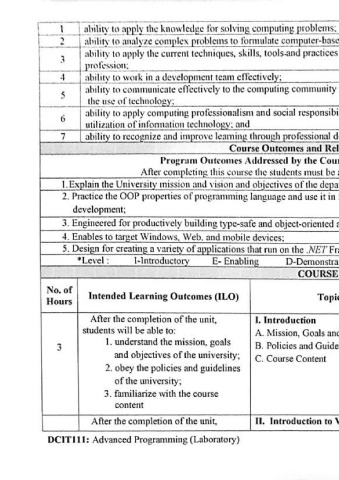 1 ability to apply the knowledge for solving computing problems;
2 ability to analyze complex problems to formulate computer-base
3 ability to apply the current techniques, skills, tools and practices
profession;
4 ability to work in a development team effectively;
5 ability to communicate effectively to the computing community
the use of technology;
6 ability to apply computing professionalism and social responsibi
utilization of information technology; and
7 ability to recognize and improve learning through professional d
Course Outcomes and Rel
Program Outcomes Addressed by the Cour
After completing this course the students must be a
1. Explain the University mission and vision and objectives of the depa
2. Practice the OOP properties of programming language and use it in
development;
3. Engineered for productively building type-safe and object-oriented a
4. Enables to target Windows, Web, and mobile devices;
5. Design for creating a variety of applications that run on the .NET Fra
*Level : I-Introductory E- Enabling D-Demonstra
COURSE
No. of
Hours
Intended Learning Outcomes (ILO)
Topic
3
After the completion of the unit,
students will be able to:
1. understand the mission, goals
and objectives of the university;
2. obey the policies and guidelines
of the university;
3. familiarize with the course
content
I. Introduction
A. Mission, Goals and
B. Policies and Guide
C. Course Content
After the completion of the unit,
II. Introduction to V
DCIT111: Advanced Programming (Laboratory)